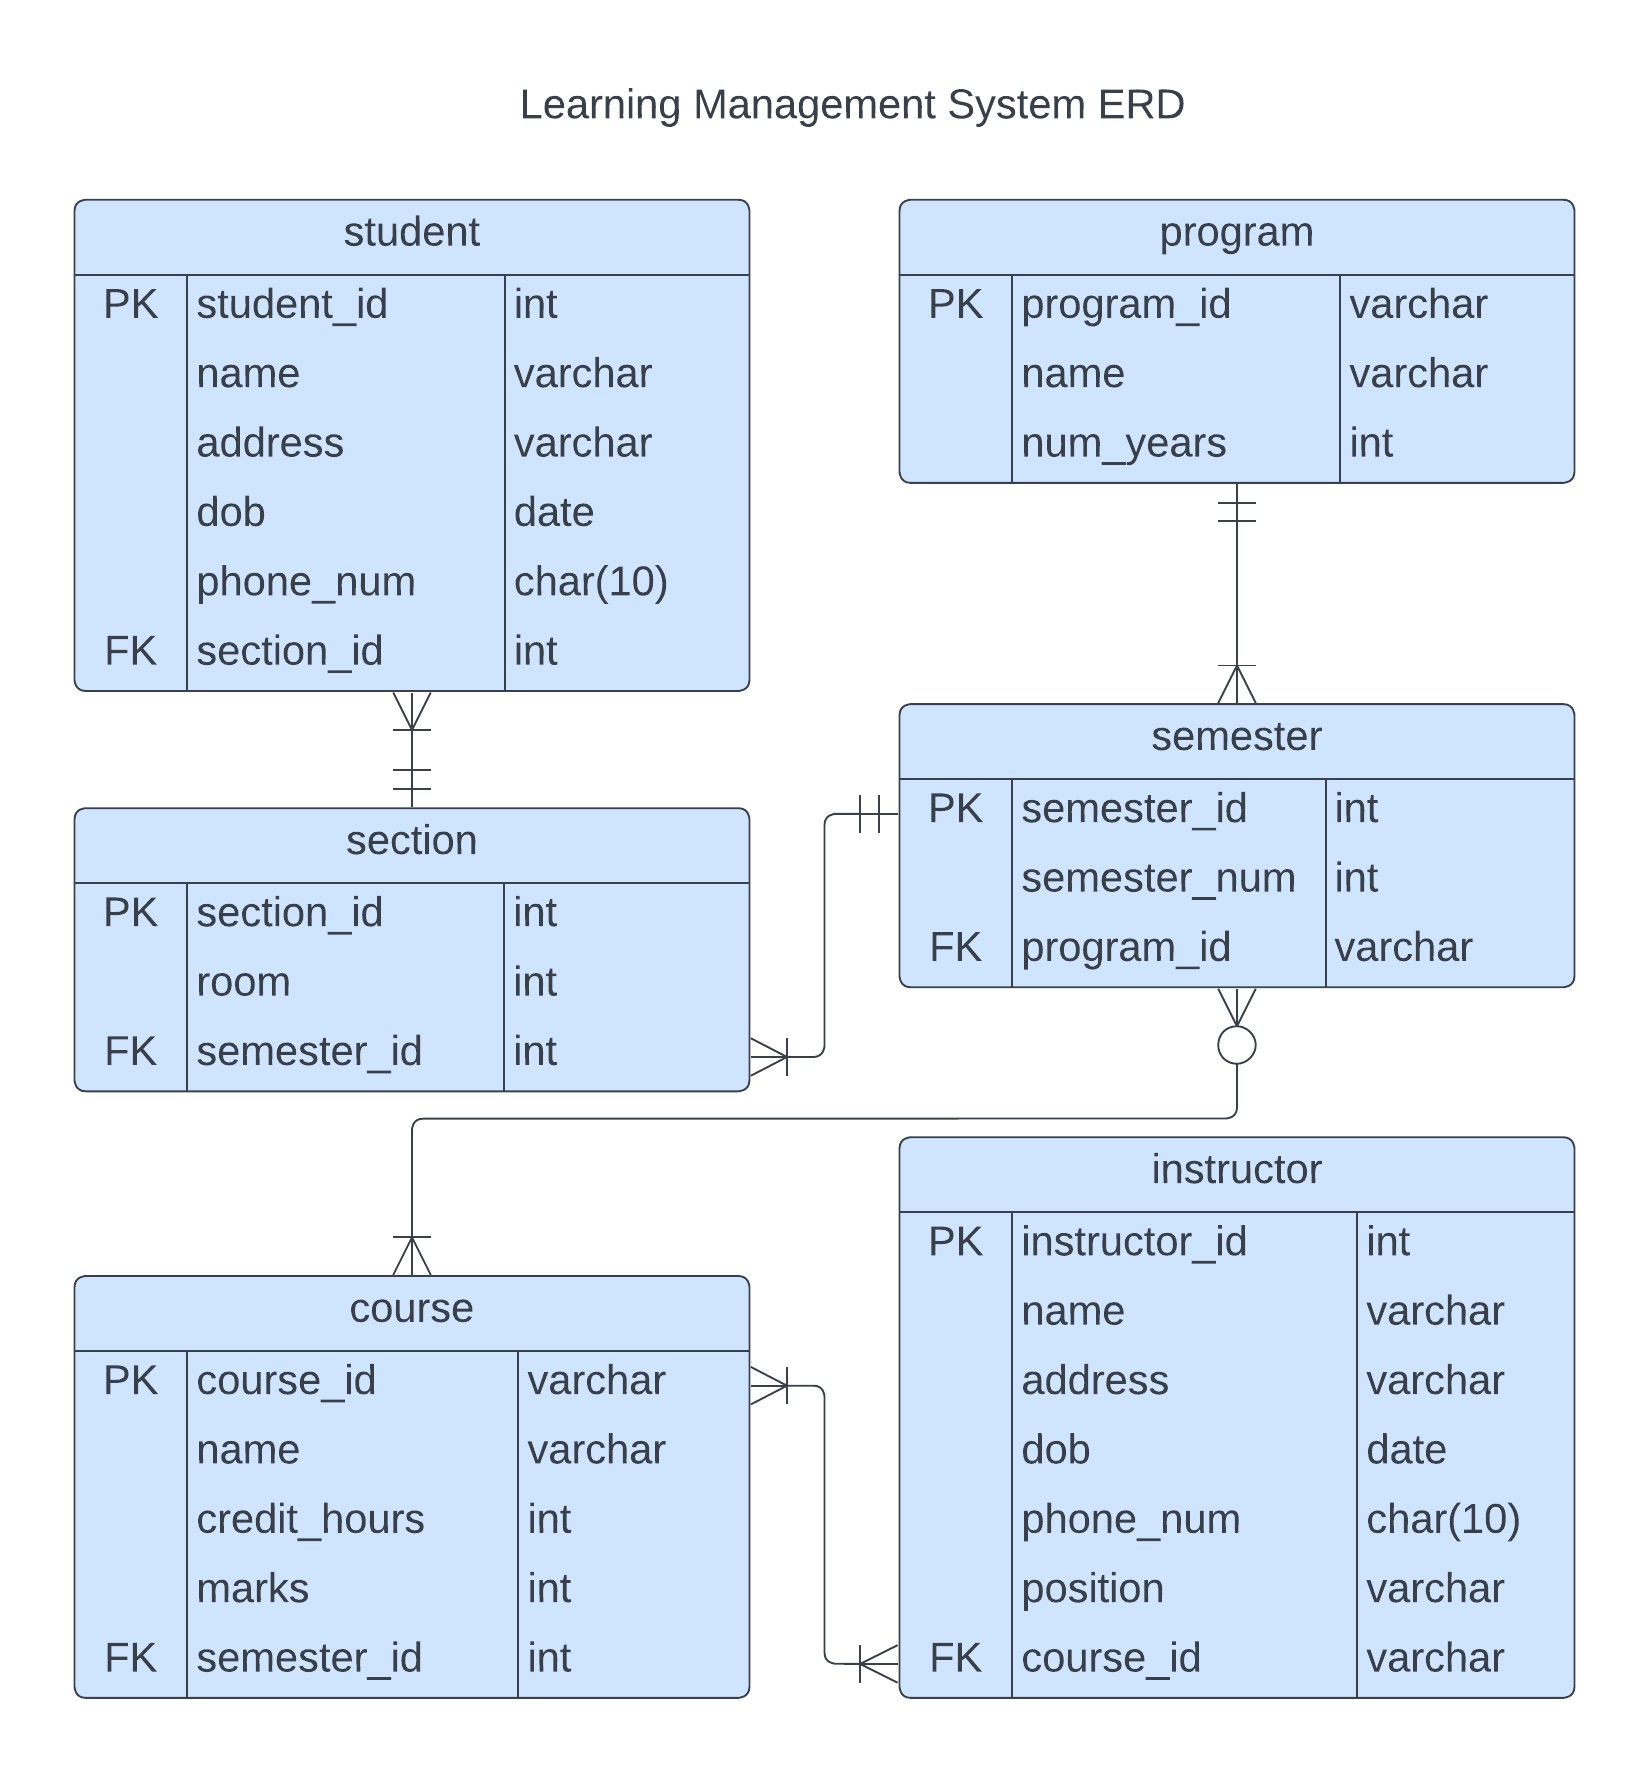 Learning Management System ERD
student
PK student_id int
name varchar
address varchar
dob date
phone_num char(10)
FK section_id int
program
PK program_id varchar
name varchar
num_years int
section
PK section_id int
room int
FK semester_id int
semester
PK semester_id int
semester_num int
FK program_id varchar
course
PK course_id varchar
name varchar
credit_hours int
marks int
FK semester_id int
instructor
PK instructor_id int
name varchar
address varchar
dob date
phone_num char(10)
position varchar
FK course_id varchar